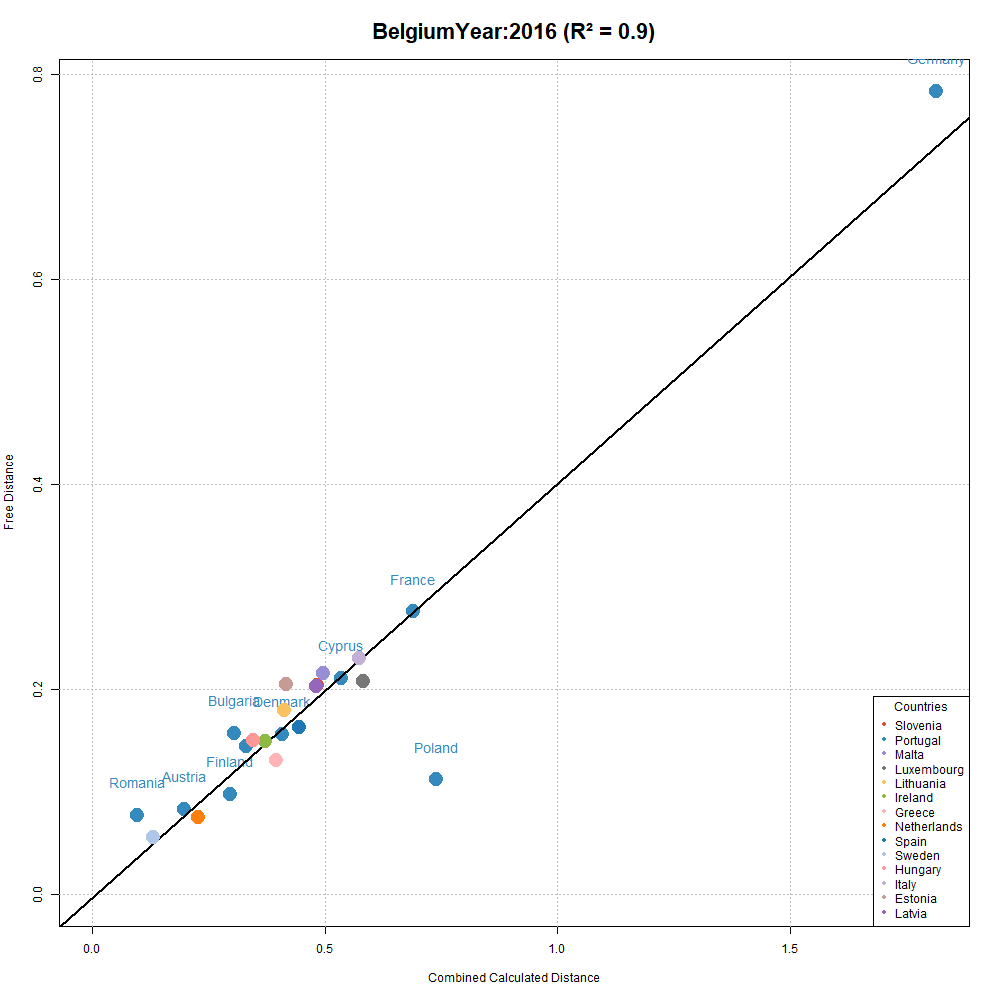 BelgiumYear:2016 (R² = 0.9)
Germany
0.8
0.6
0.4
0.2
0.0
Free Distance
France
Cyprus
Bulgaria
Denmark
Poland
Finland
Austria
Romania
Countries
Slovenia
Portugal
Malta
Luxembourg
Lithuania
Ireland
Greece
Netherlands
Spain
Sweden
Hungary
Italy
Estonia
Latvia
0.0
0.5
1.0
1.5
Combined Calculated Distance